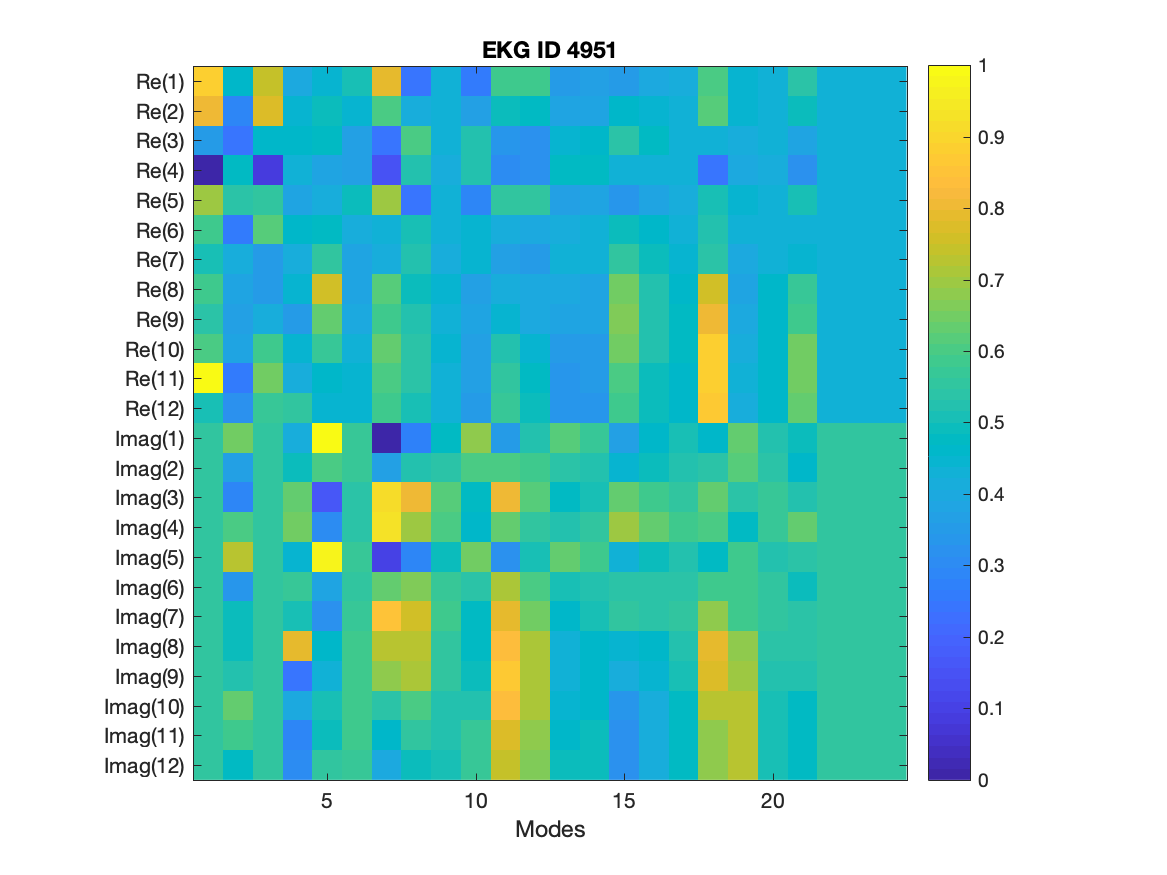 EKG ID 4951
Re(1)
Re(2)
Re(3)
Re(4)
Re(5)
Re(6)
Re(7)
Re(8)
Re(9)
Re(10)
Re(11)
Re(12)
Imag(1)
Imag(2)
Imag(3)
Imag(4)
Imag(5)
Imag(6)
Imag(7)
Imag(8)
Imag(9)
Imag(10)
Imag(11)
Imag(12)
5 10 15 20
Modes
1
0.9
0.8
0.7
0.6
0.5
0.4
0.3
0.2
0.1
0